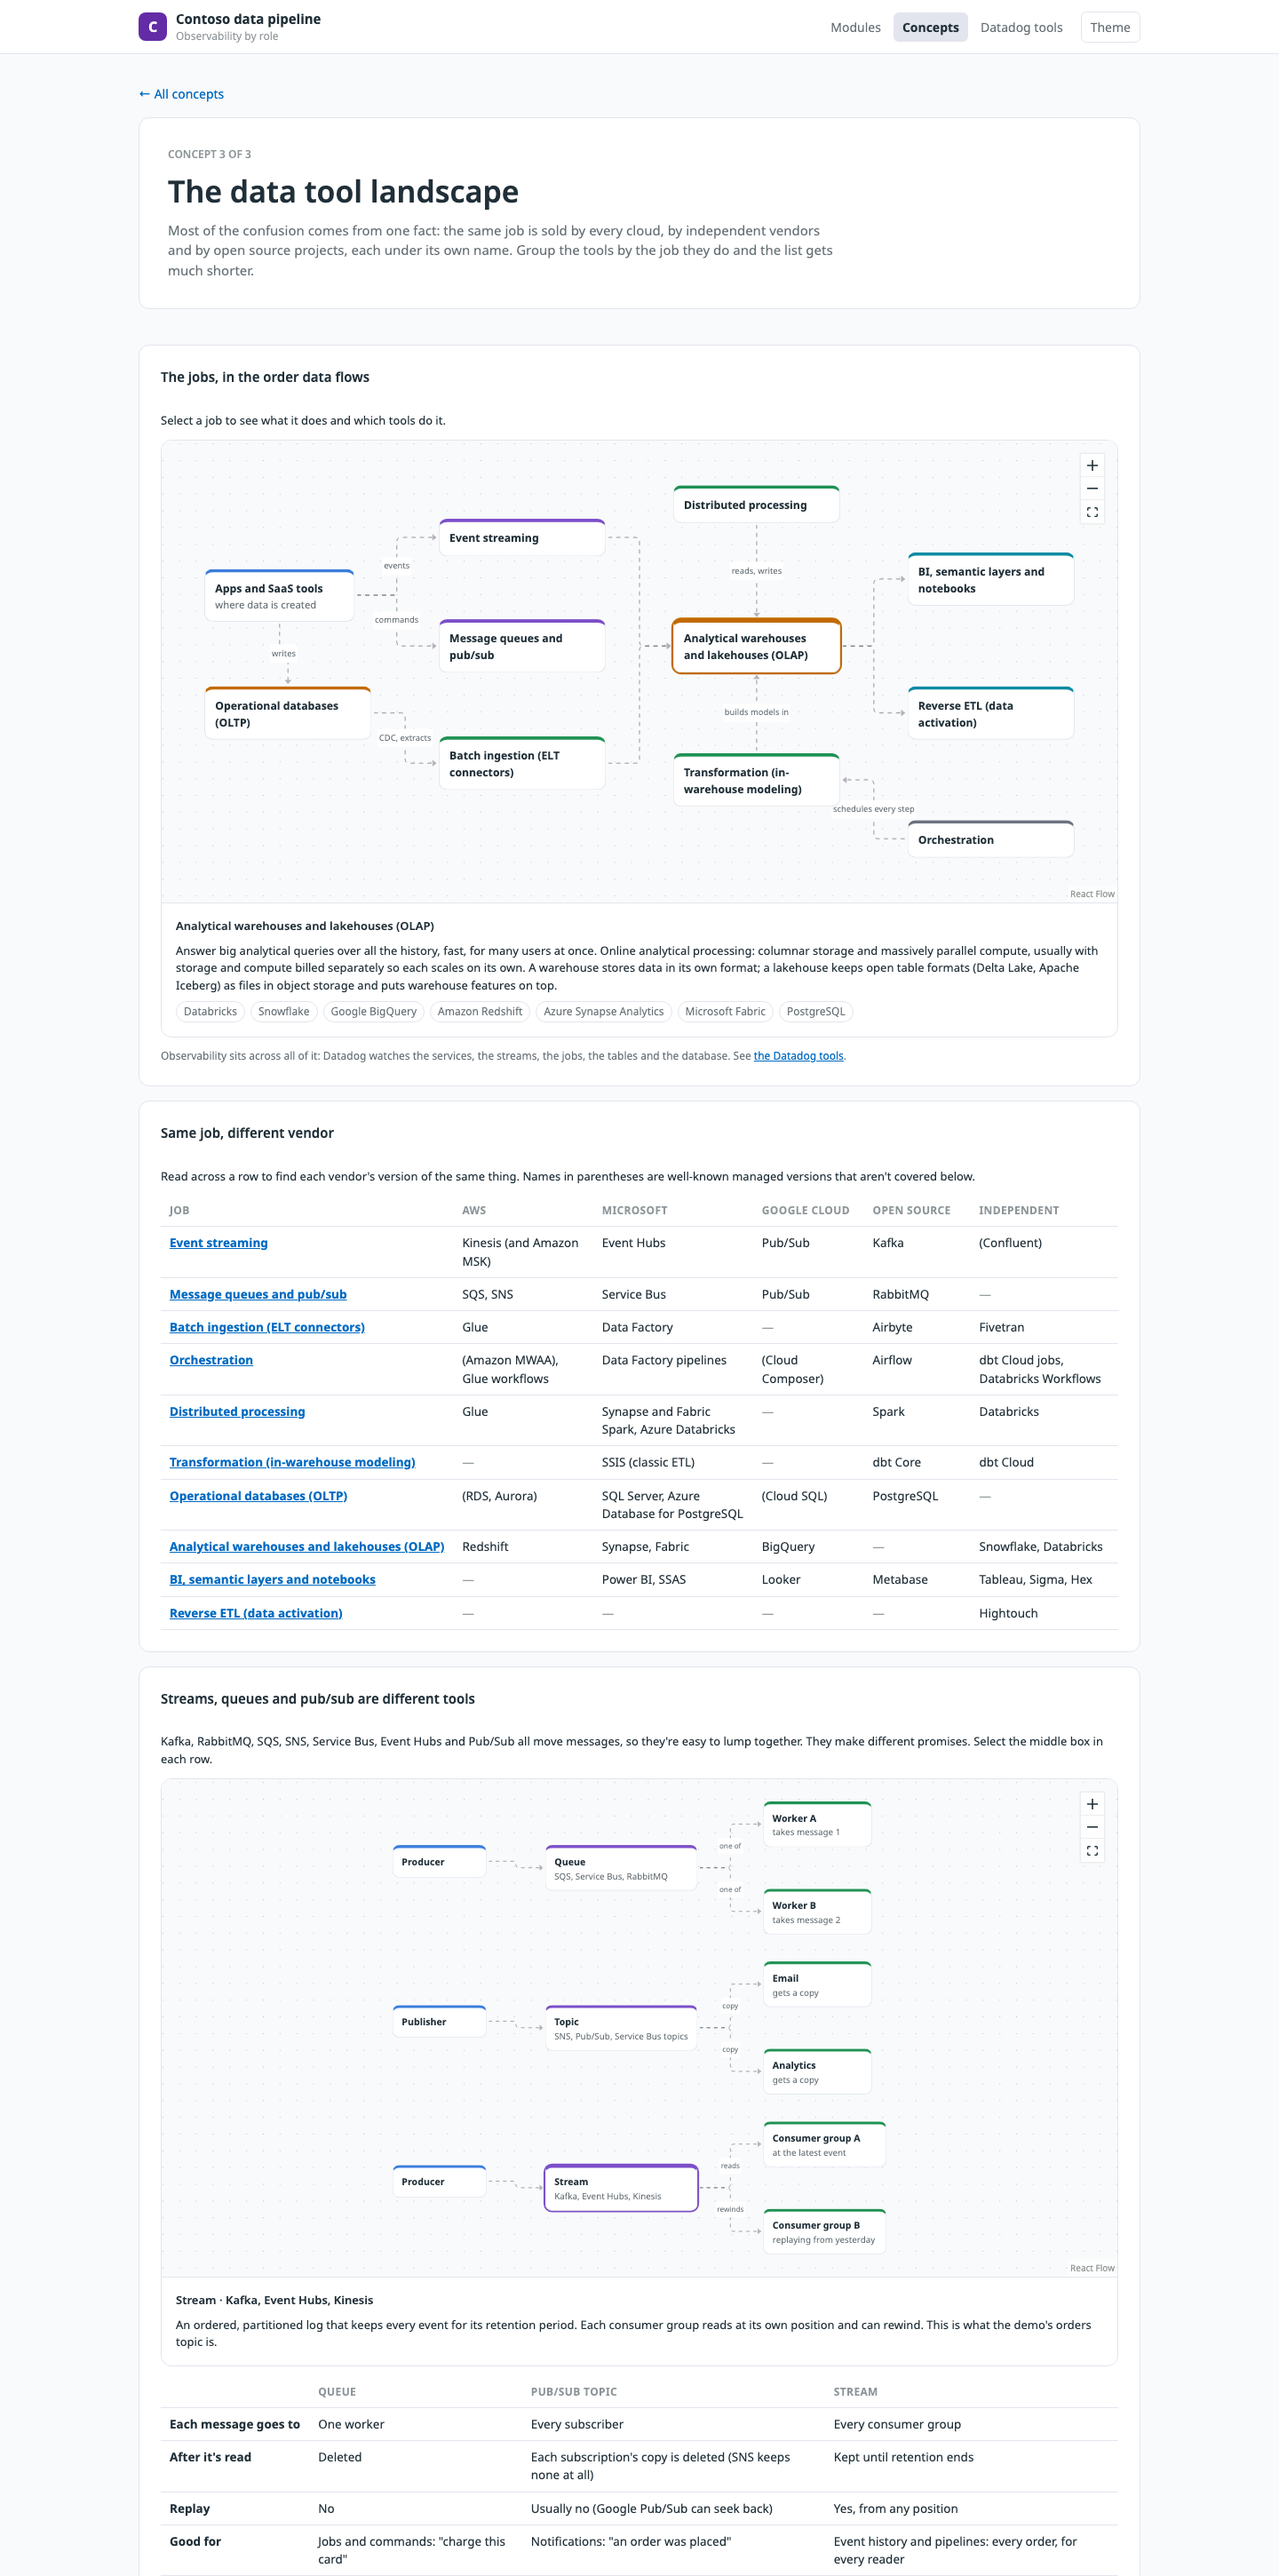 C
Contoso data pipeline
Observability by role
Modules
Concepts
Datadog tools
Theme
← All concepts
CONCEPT 3 OF 3
The data tool landscape
Most of the confusion comes from one fact: the same job is sold by every cloud, by independent vendors
and by open source projects, each under its own name. Group the tools by the job they do and the list gets
much shorter.
The jobs, in the order data flows
Select a job to see what it does and which tools do it.
Distributed processing
Event streaming
events
reads, writes
BI, semantic layers and
notebooks
Apps and SaaS tools
where data is created
commands
Message queues and
pub/sub
Analytical warehouses
and lakehouses (OLAP)
writes
Operational databases
(OLTP)
builds models in
Reverse ETL (data
activation)
CDC, extracts
Batch ingestion (ELT
connectors)
Transformation (in-
warehouse modeling)
schedules every step
Orchestration
React Flow
Analytical warehouses and lakehouses (OLAP)
Answer big analytical queries over all the history, fast, for many users at once. Online analytical processing: columnar storage and massively parallel compute, usually with
storage and compute billed separately so each scales on its own. A warehouse stores data in its own format; a lakehouse keeps open table formats (Delta Lake, Apache
Iceberg) as files in object storage and puts warehouse features on top.
Databricks
Snowflake
Google BigQuery
Amazon Redshift
Azure Synapse Analytics
Microsoft Fabric
PostgreSQL
Observability sits across all of it: Datadog watches the services, the streams, the jobs, the tables and the database. See the Datadog tools.
Same job, different vendor
Read across a row to find each vendor's version of the same thing. Names in parentheses are well-known managed versions that aren't covered below.
JOB AWS MICROSOFT GOOGLE CLOUD OPEN SOURCE INDEPENDENT
Event streaming Kinesis (and Amazon Event Hubs Pub/Sub Kafka (Confluent)
MSK)
Message queues and pub/sub SQS, SNS Service Bus Pub/Sub RabbitMQ —
Batch ingestion (ELT connectors) Glue Data Factory — Airbyte Fivetran
Orchestration (Amazon MWAA), Data Factory pipelines (Cloud Airflow dbt Cloud jobs,
Glue workflows Composer) Databricks Workflows
Distributed processing Glue Synapse and Fabric — Spark Databricks
Spark, Azure Databricks
Transformation (in-warehouse modeling) — SSIS (classic ETL) — dbt Core dbt Cloud
Operational databases (OLTP) (RDS, Aurora) SQL Server, Azure (Cloud SQL) PostgreSQL —
Database for PostgreSQL
Analytical warehouses and lakehouses (OLAP) Redshift Synapse, Fabric BigQuery — Snowflake, Databricks
BI, semantic layers and notebooks — Power BI, SSAS Looker Metabase Tableau, Sigma, Hex
Reverse ETL (data activation) — — — — Hightouch
Streams, queues and pub/sub are different tools
Kafka, RabbitMQ, SQS, SNS, Service Bus, Event Hubs and Pub/Sub all move messages, so they're easy to lump together. They make different promises. Select the middle box in
each row.
Worker A
takes message 1
Producer
Queue
SQS, Service Bus, RabbitMQ
one of
one of
Worker B
takes message 2
Email
gets a copy
Publisher
Topic
SNS, Pub/Sub, Service Bus topics
copy
copy
Analytics
gets a copy
Consumer group A
at the latest event
Producer
Stream
Kafka, Event Hubs, Kinesis
reads
rewinds
Consumer group B
replaying from yesterday
React Flow
Stream · Kafka, Event Hubs, Kinesis
An ordered, partitioned log that keeps every event for its retention period. Each consumer group reads at its own position and can rewind. This is what the demo's orders
topic is.
QUEUE PUB/SUB TOPIC STREAM
Each message goes to One worker Every subscriber Every consumer group
After it's read Deleted Each subscription's copy is deleted (SNS keeps Kept until retention ends
none at all)
Replay No Usually no (Google Pub/Sub can seek back) Yes, from any position
Good for Jobs and commands: "charge this Notifications: "an order was placed" Event history and pipelines: every order, for
card" every reader